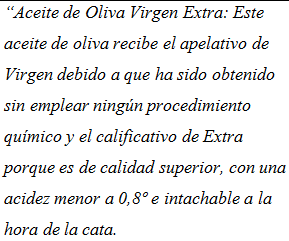 “Aceite de Oliva Virgen Extra: Este
aceite de oliva recibe el apelativo de
Virgen debido a que ha sido obtenido
sin emplear ningún procedimiento
químico y el calificativo de Extra
porque es de calidad superior, con una
acidez menor a 0,8º e intachable a la
hora de la cata.